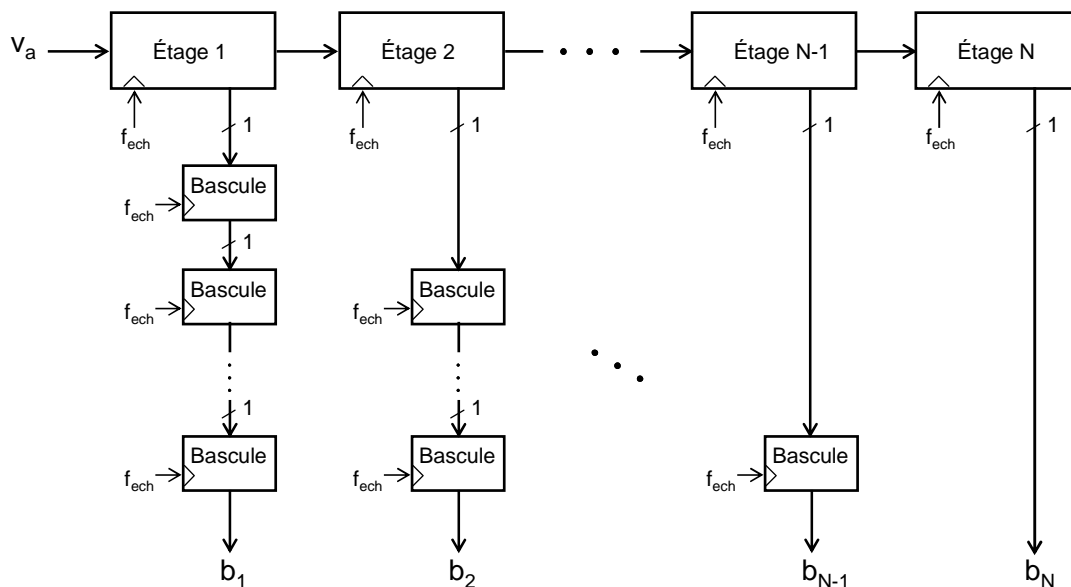 v_a Étage 1 Étage 2 • • • Étage N-1 Étage N
f_ech 1 f_ech 1 f_ech 1 f_ech 1
Bascule
f_ech
1
Bascule Bascule
f_ech f_ech
1 1
Bascule Bascule Bascule
f_ech f_ech f_ech
b_1 b_2 b_N-1 b_N